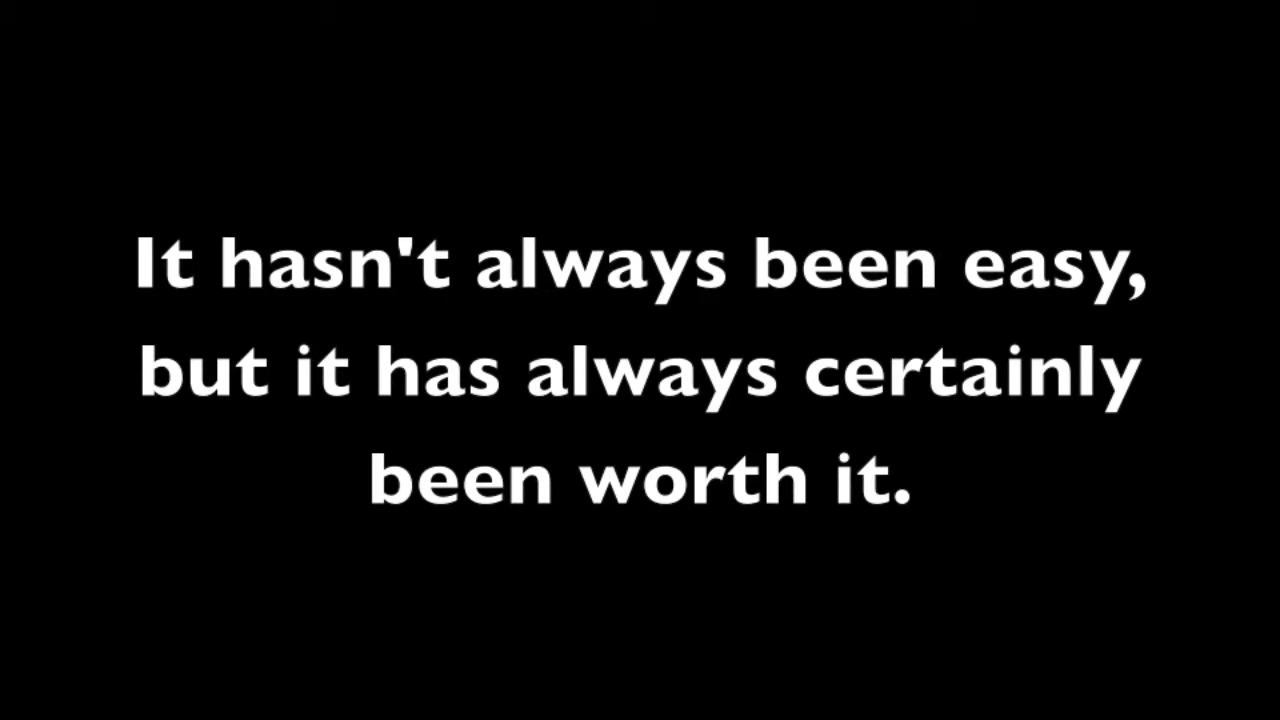 It hasn't always been easy,
but it has always certainly
been worth it.